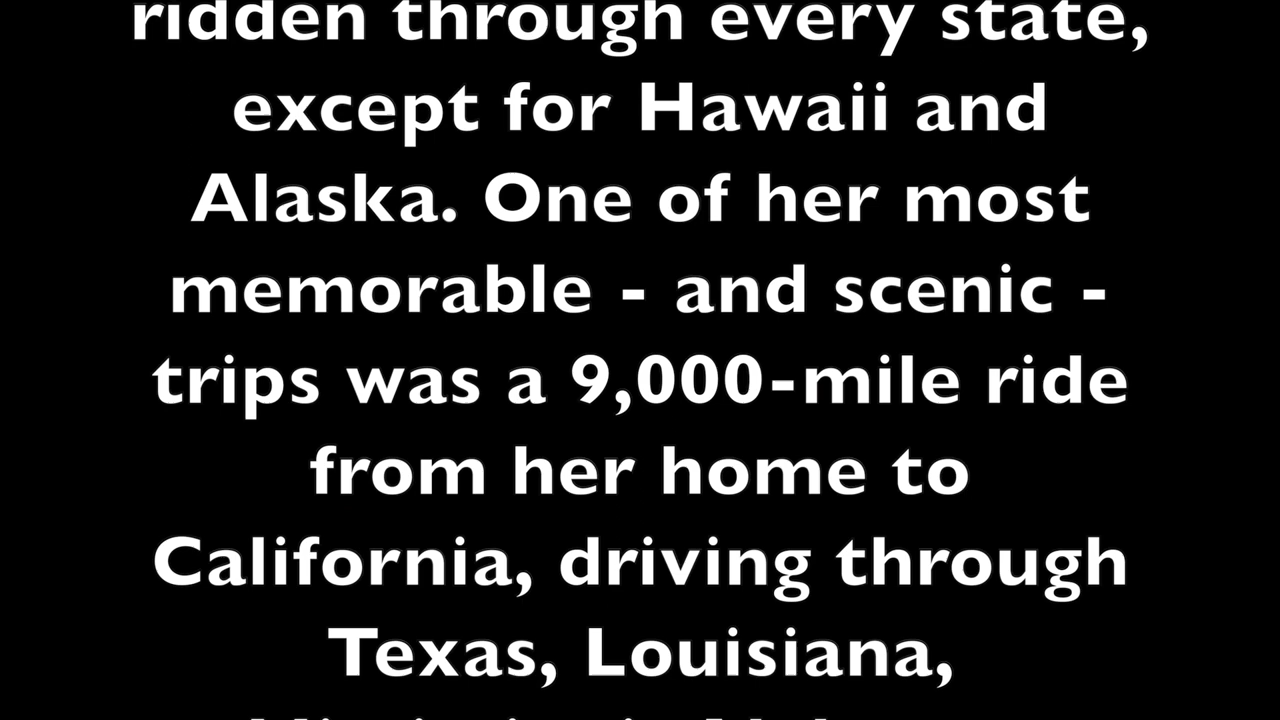 ridden through every state,
except for Hawaii and
Alaska. One of her most
memorable - and scenic -
trips was a 9,000-mile ride
from her home to
California, driving through
Texas, Louisiana,